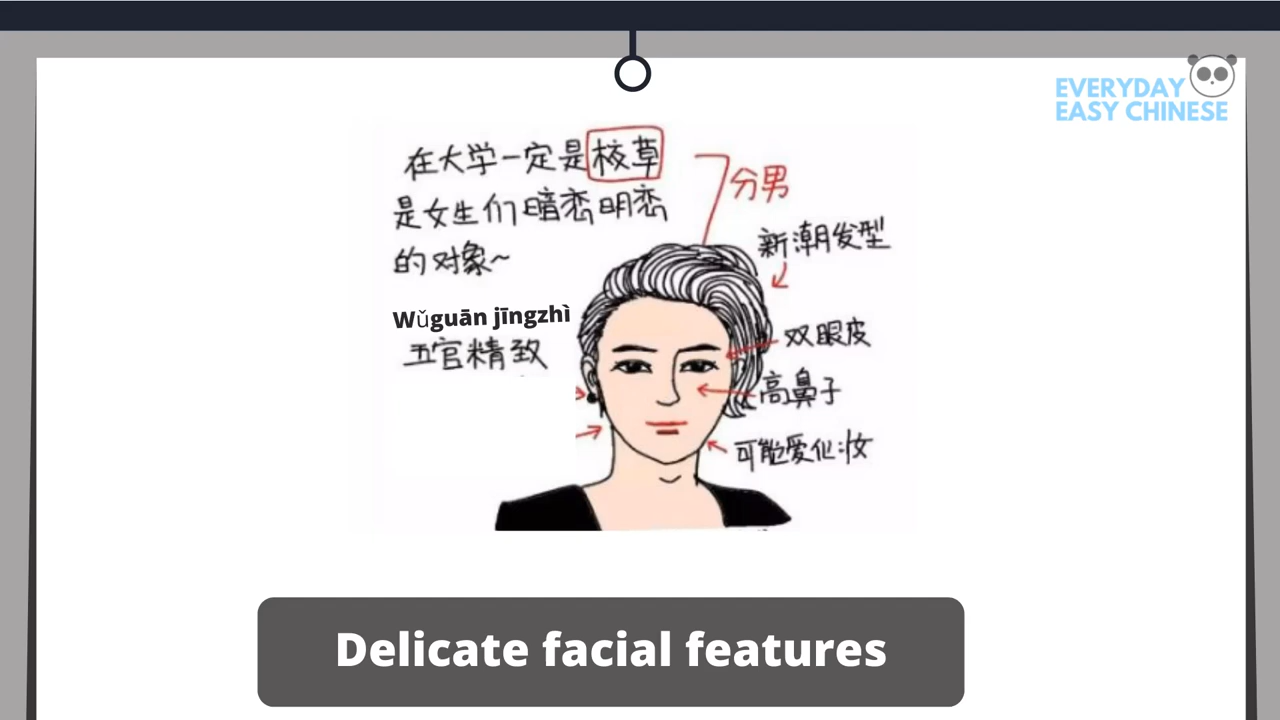 EVERYDAY
EASY CHINESE
在大学一定是校草
是女生们暗恋明恋
的对象~
Wǔguān jīngzhì
五官精致
分男
新潮发型
双眼皮
高鼻子
可能爱化妆
Delicate facial features